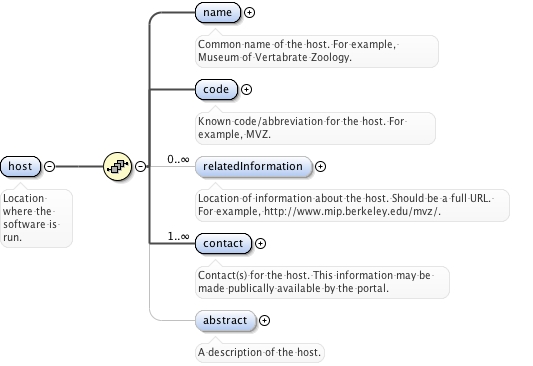 name
Common name of the host. For example,
Museum of Vertabrate Zoology.
code
Known code/abbreviation for the host. For
example, MVZ.
host
0..∞
relatedInformation
Location
where the
software is
run.
Location of information about the host. Should be a full URL.
For example, http://www.mip.berkeley.edu/mvz/.
1..∞
contact
Contact(s) for the host. This information may be
made publically available by the portal.
abstract
A description of the host.